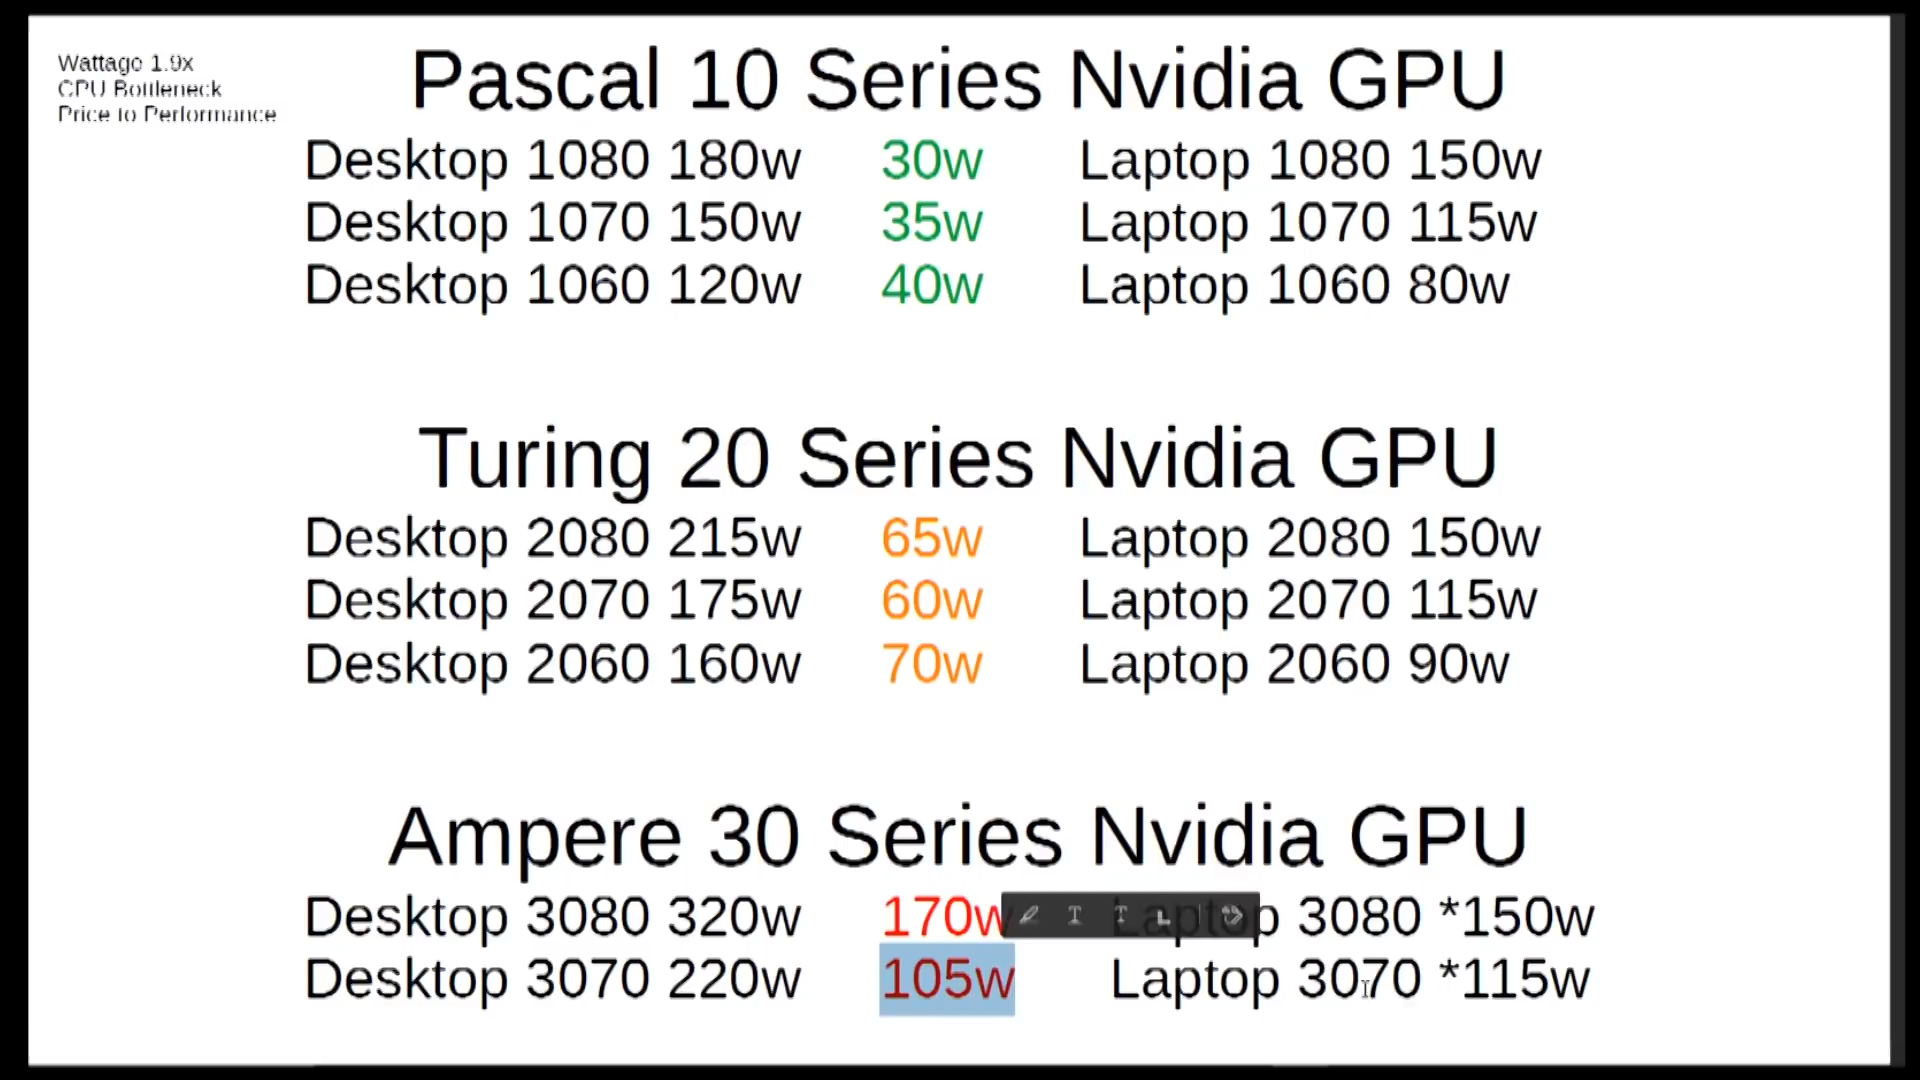 Wattage 1.9x
CPU Bottleneck
Price to Performance
Pascal 10 Series Nvidia GPU
Desktop 1080 180w 30w Laptop 1080 150w
Desktop 1070 150w 35w Laptop 1070 115w
Desktop 1060 120w 40w Laptop 1060 80w
Turing 20 Series Nvidia GPU
Desktop 2080 215w 65w Laptop 2080 150w
Desktop 2070 175w 60w Laptop 2070 115w
Desktop 2060 160w 70w Laptop 2060 90w
Ampere 30 Series Nvidia GPU
Desktop 3080 320w 170w Laptop 3080 *150w
Desktop 3070 220w 105w Laptop 3070 *115w